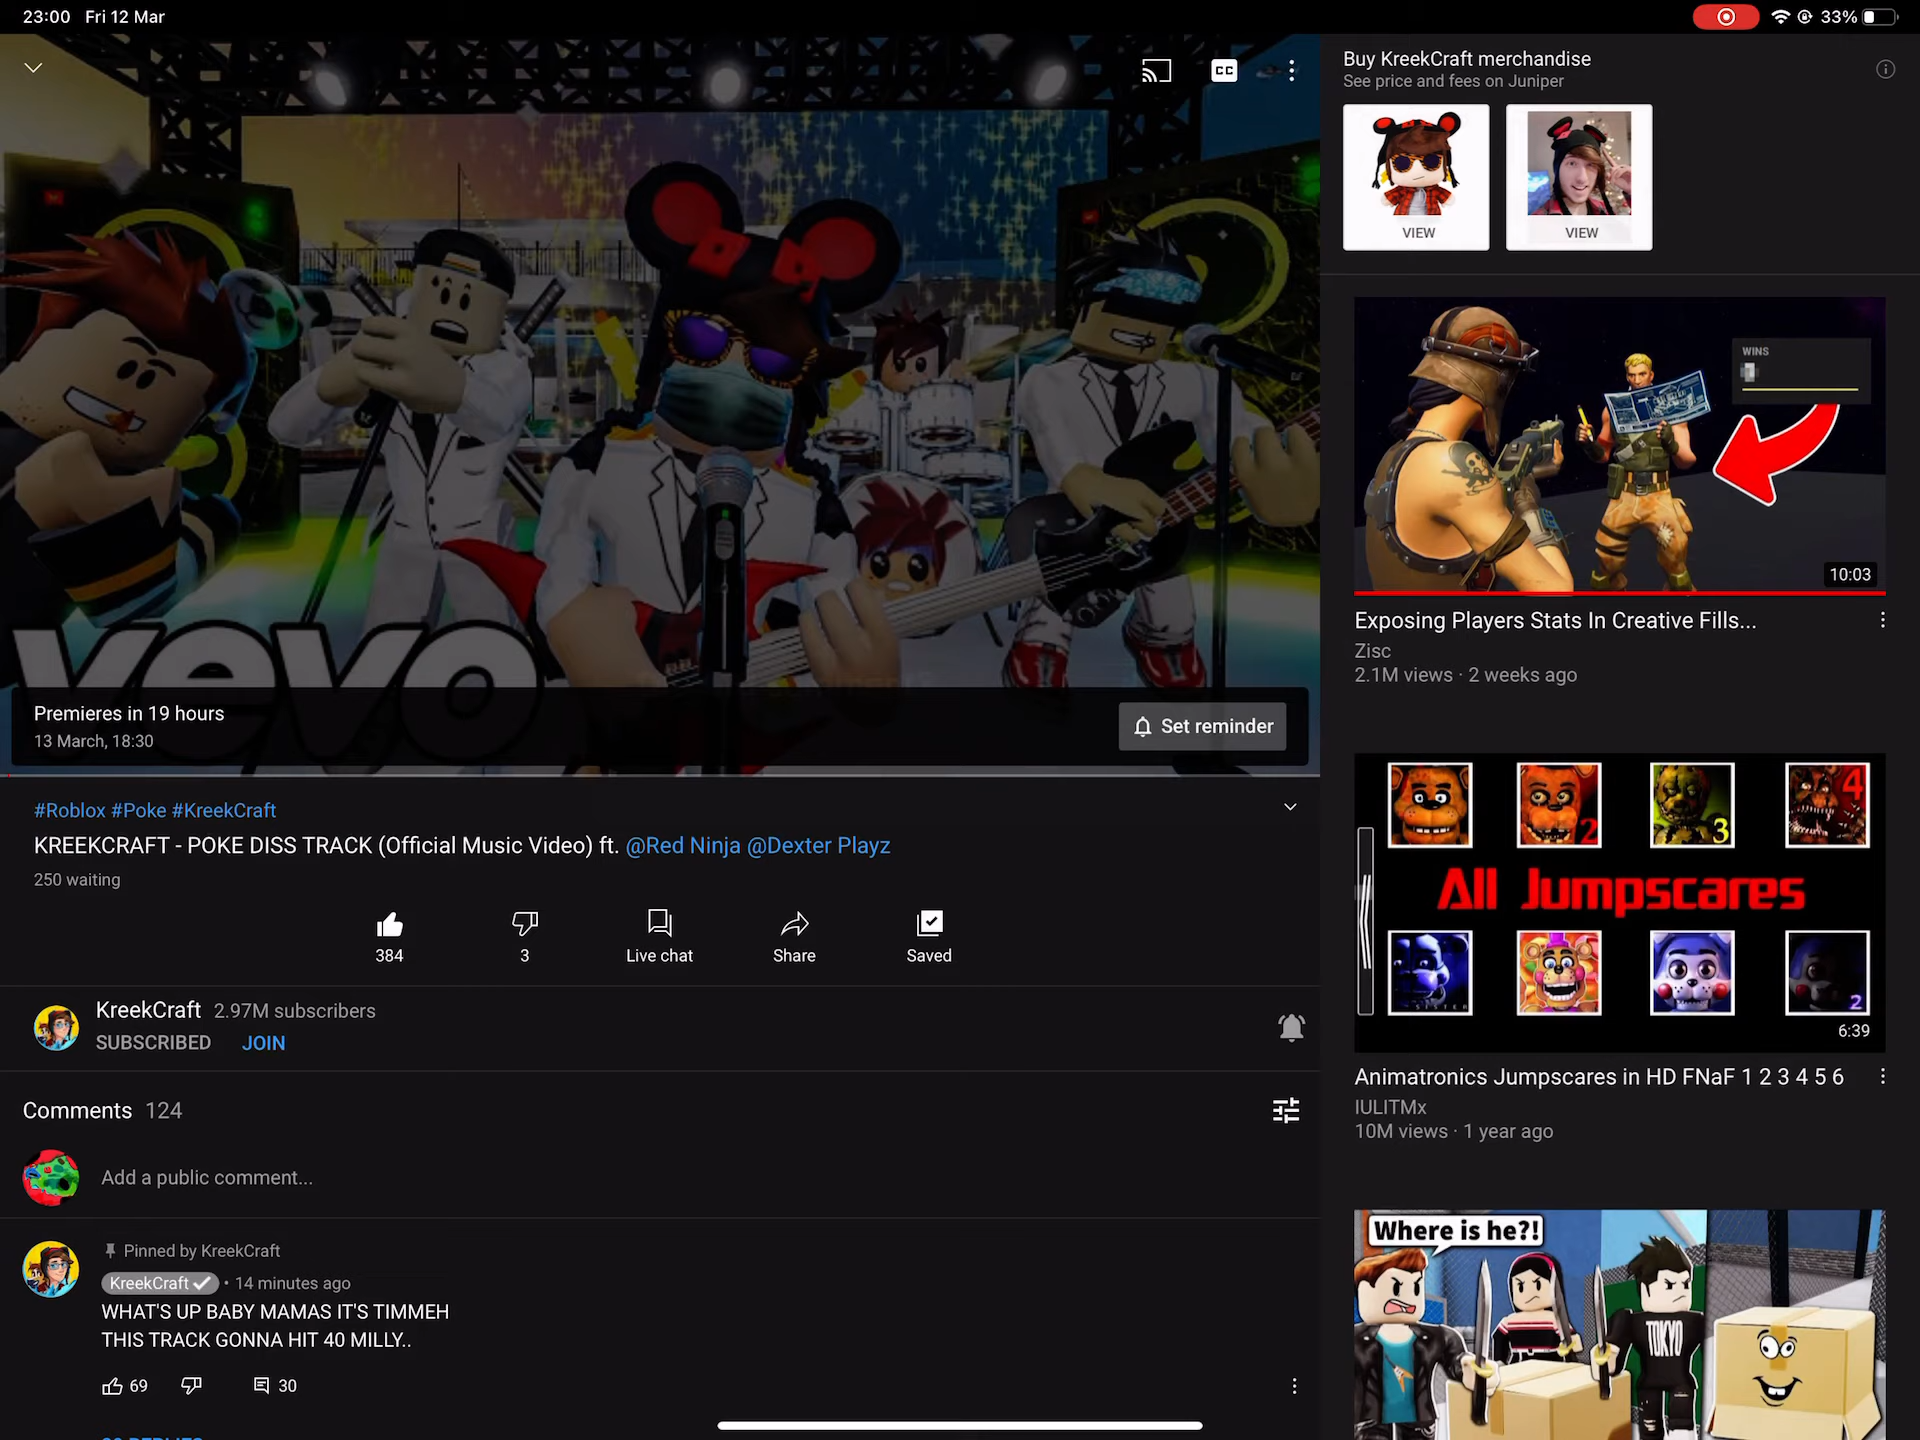 23:00 Fri 12 Mar
33%
CC
vevo
Premieres in 19 hours
13 March, 18:30
Set reminder
#Roblox #Poke #KreekCraft
KREEKCRAFT - POKE DISS TRACK (Official Music Video) ft. @Red Ninja @Dexter Playz
250 waiting
384
3
Live chat
Share
Saved
KreekCraft 2.97M subscribers
SUBSCRIBED JOIN
Comments 124
Add a public comment...
Pinned by KreekCraft
KreekCraft • 14 minutes ago
WHAT'S UP BABY MAMAS IT'S TIMMEH
THIS TRACK GONNA HIT 40 MILLY..
69
30
Buy KreekCraft merchandise
See price and fees on Juniper
VIEW
VIEW
WINS
10:03
Exposing Players Stats In Creative Fills...
Zisc
2.1M views · 2 weeks ago
2
3
4
All Jumpscares
2
6:39
Animatronics Jumpscares in HD FNaF 1 2 3 4 5 6
IULITMx
10M views · 1 year ago
Where is he?!
TOKYO